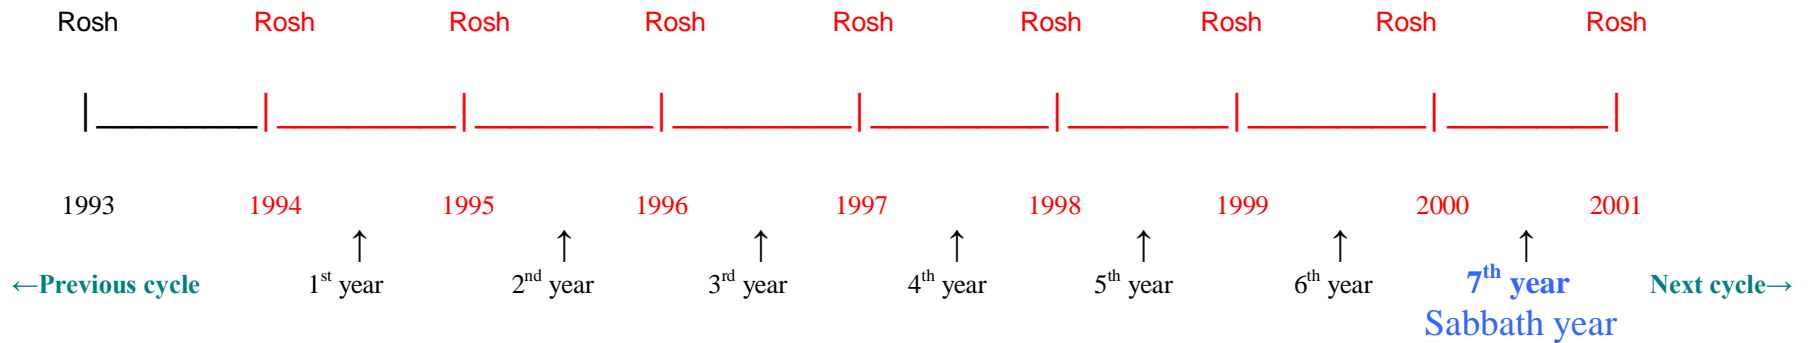 Rosh Rosh Rosh Rosh Rosh Rosh Rosh Rosh Rosh
1993 1994 1995 1996 1997 1998 1999 2000 2001
↑ ↑ ↑ ↑ ↑ ↑ ↑
←Previous cycle 1st year 2nd year 3rd year 4th year 5th year 6th year 7th year Next cycle→
Sabbath year